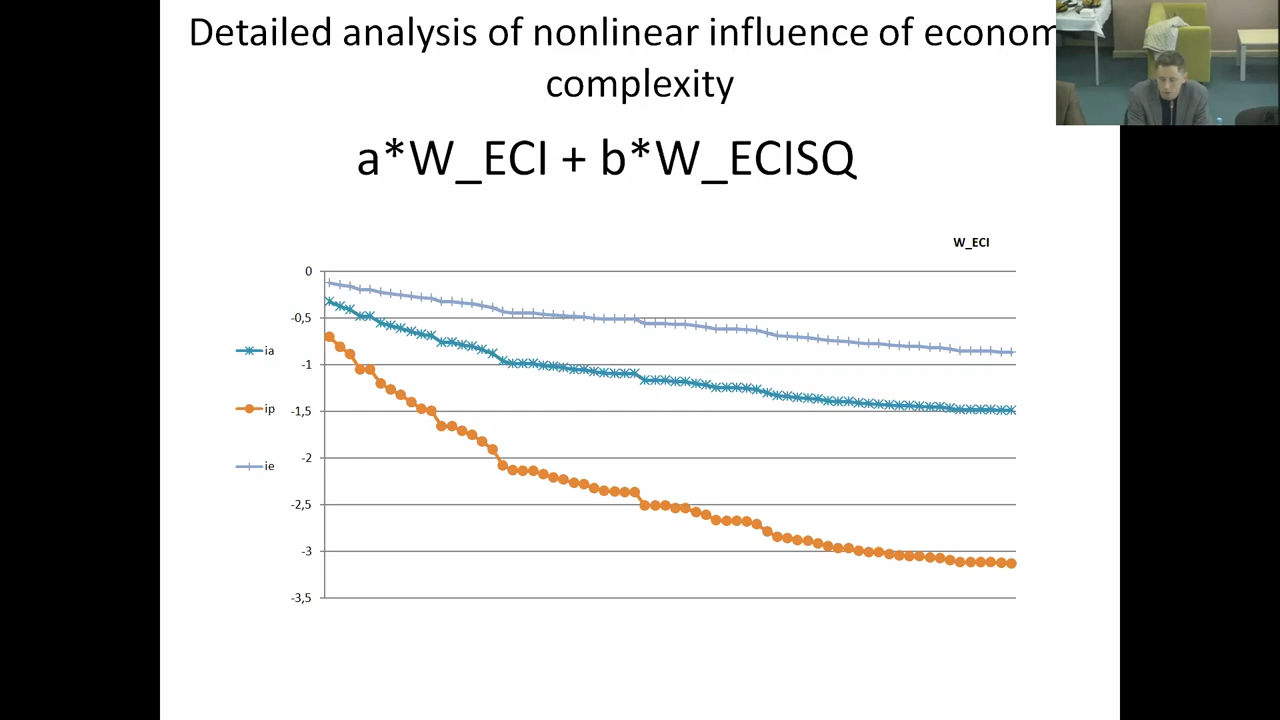 Detailed analysis of nonlinear influence of econom
complexity
a*W_ECI + b*W_ECISQ
W_ECI
0
-0,5
-1
-1,5
-2
-2,5
-3
-3,5
ia
ip
ie